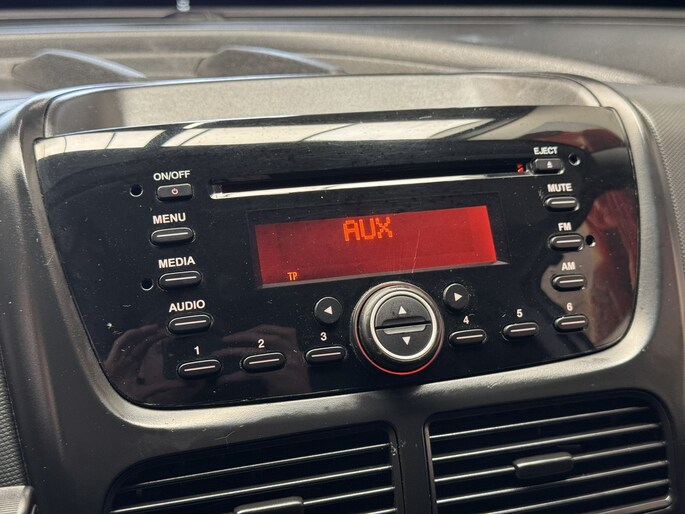 ON/OFF
EJECT
MENU
MUTE
MEDIA
AUX
FM
TP
AM
AUDIO
1
2
3
4
5
6